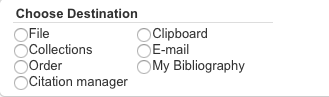 Choose Destination
File
Clipboard
Collections
E-mail
Order
My Bibliography
Citation manager